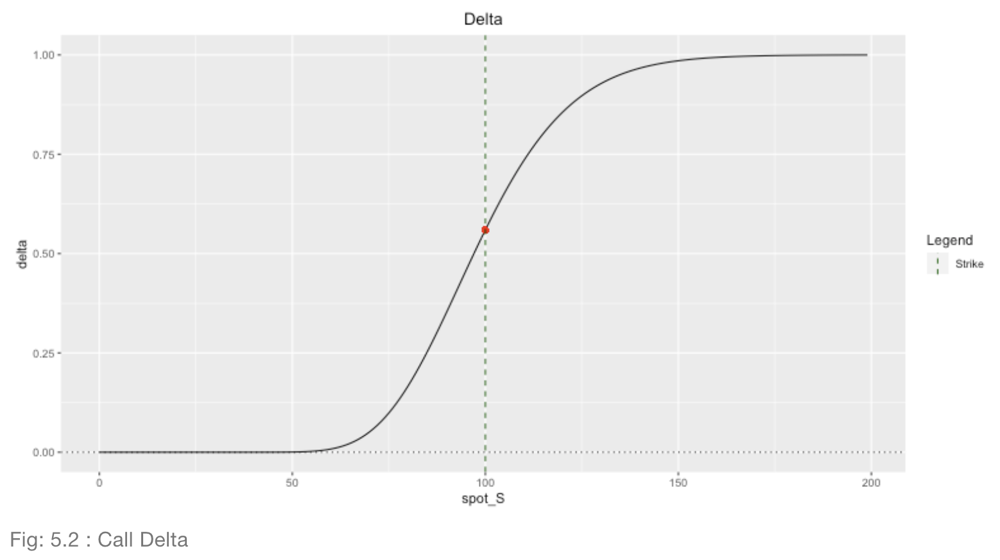 Delta
1.00
0.75
0.50
0.25
0.00
delta
0 50 100 150 200
spot_S
Legend
Strike
Fig: 5.2 : Call Delta